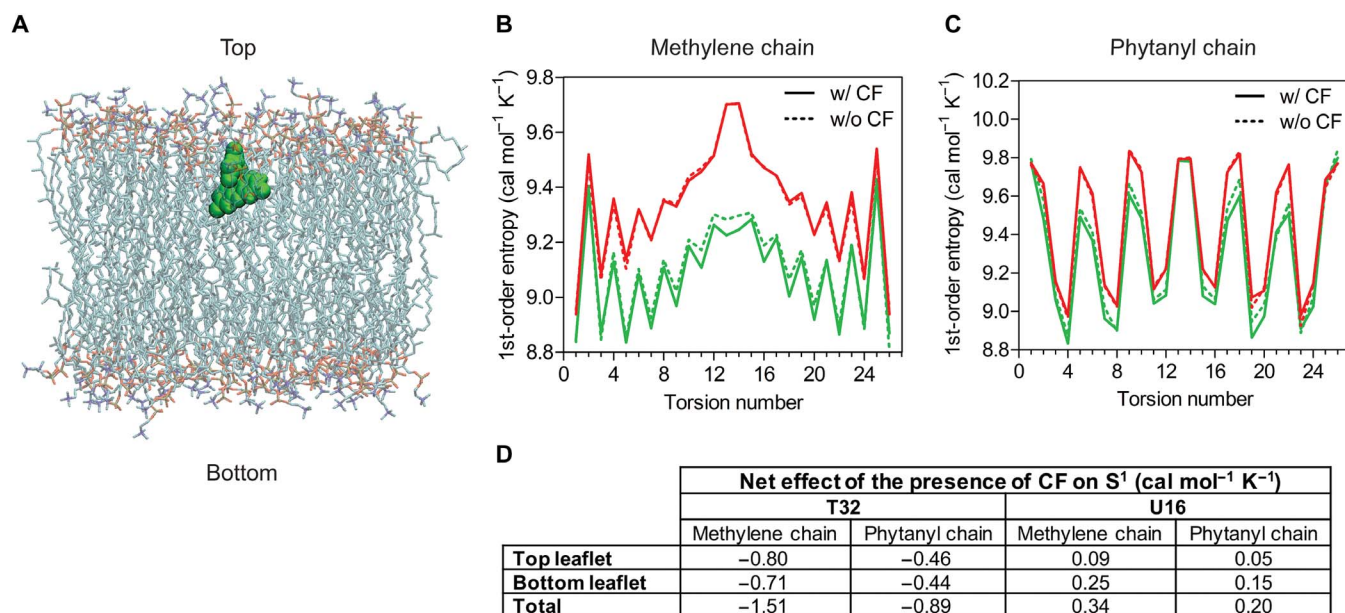 A
Top
Bottom
B
Methylene chain
1st-order entropy (cal mol⁻¹ K⁻¹)
9.8
9.6
9.4
9.2
9.0
8.8
w/ CF
w/o CF
0 4 8 12 16 20 24
Torsion number
C
Phytanyl chain
1st-order entropy (cal mol⁻¹ K⁻¹)
10.2
10.0
9.8
9.6
9.4
9.2
9.0
8.8
w/ CF
w/o CF
0 4 8 12 16 20 24
Torsion number
D
Net effect of the presence of CF on S¹ (cal mol⁻¹ K⁻¹)
T32 U16
Methylene chain Phytanyl chain Methylene chain Phytanyl chain
Top leaflet −0.80 −0.46 0.09 0.05
Bottom leaflet −0.71 −0.44 0.25 0.15
Total −1.51 −0.89 0.34 0.20